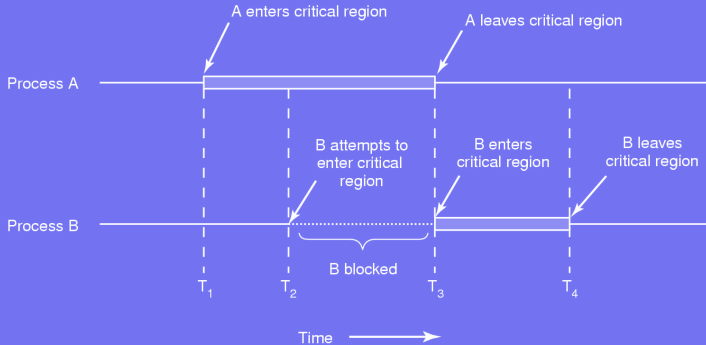 A enters critical region
A leaves critical region
Process A
B attempts to
enter critical
region
B enters
critical region
B leaves
critical region
Process B
B blocked
T1
T2
T3
T4
Time